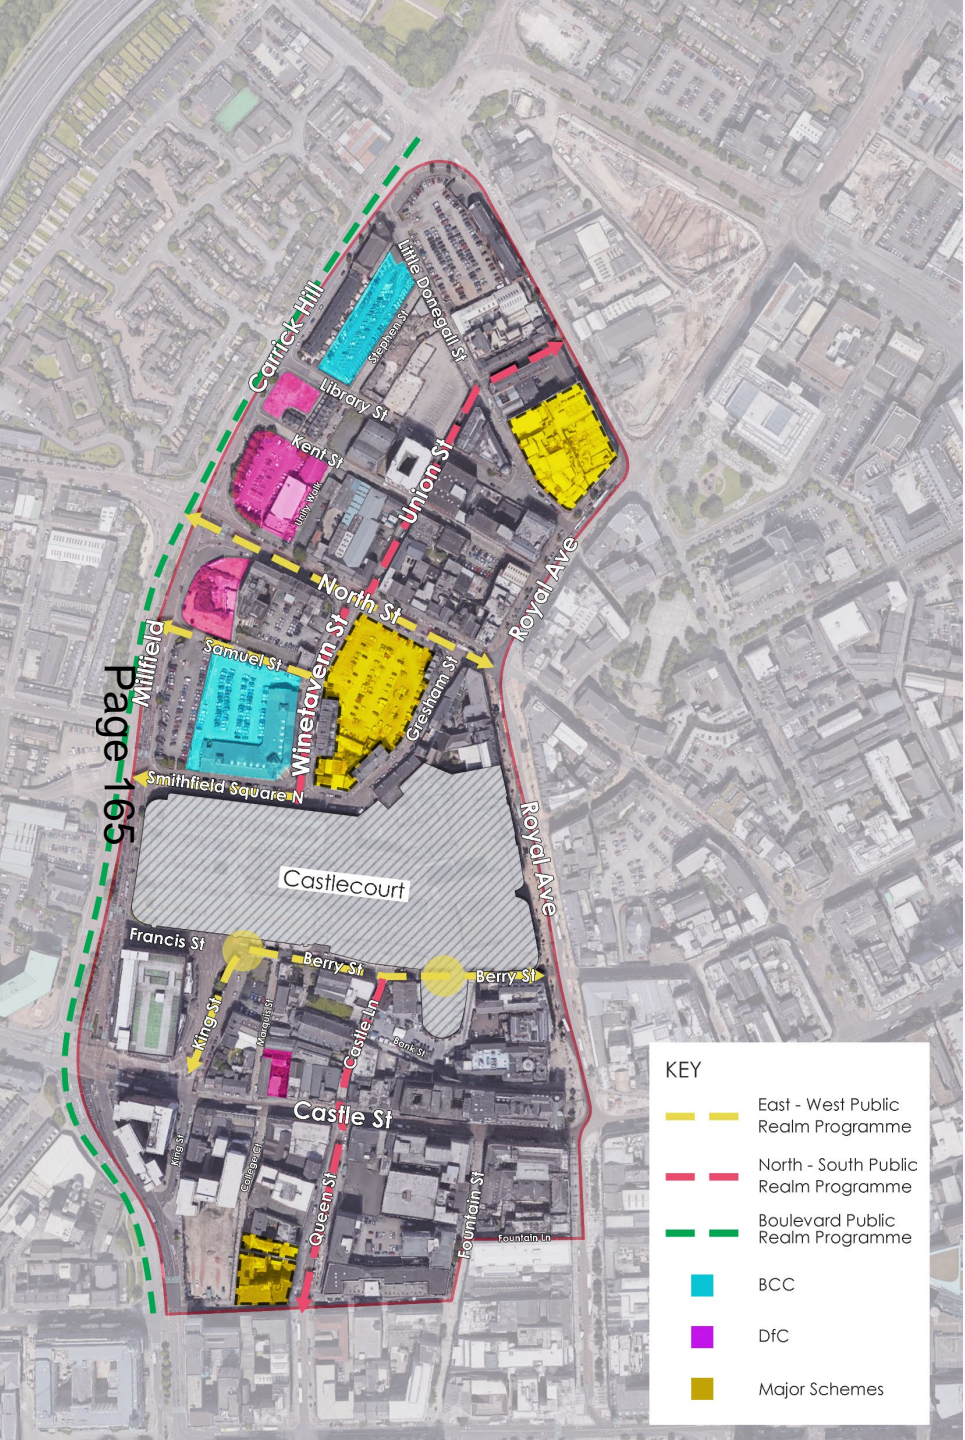 Little Donegall St
Carrick Hill
Stephen St
Library St
Kent St
Union St
Unity Walk
North St
Royal Ave
Millfield
Samuel St
Winetavern St
Gresham St
Page 165
Smithfield Square N
Castlecourt
Royal Ave
Francis St
Berry St
Berry St
King St
Marquis St
Castle Ln
Bank St
Castle St
King St
College Ct
Queen St
Fountain St
Fountain Ln
KEY
East - West Public
Realm Programme
North - South Public
Realm Programme
Boulevard Public
Realm Programme
BCC
DfC
Major Schemes